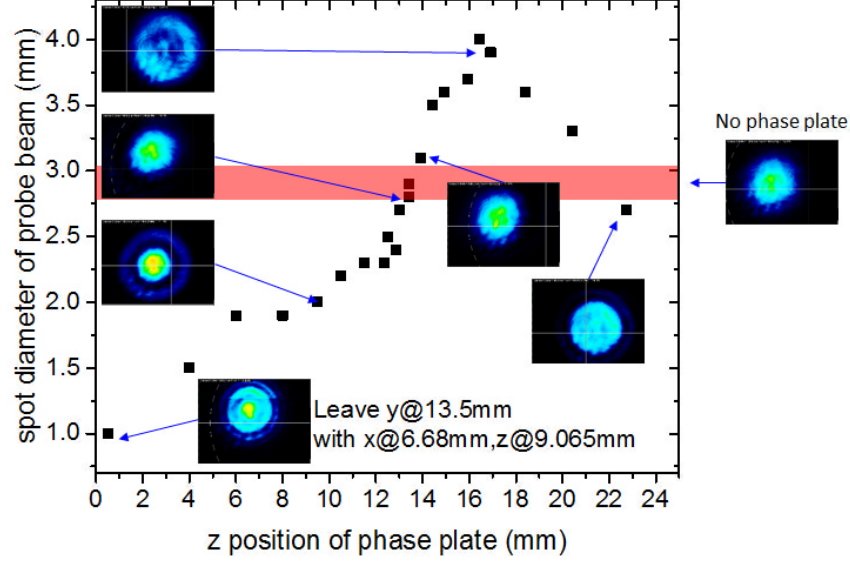 4.0
3.5
3.0
2.5
2.0
1.5
1.0
spot diameter of probe beam (mm)
No phase plate
Leave y@13.5mm
with x@6.68mm,z@9.065mm
0 2 4 6 8 10 12 14 16 18 20 22 24
z position of phase plate (mm)